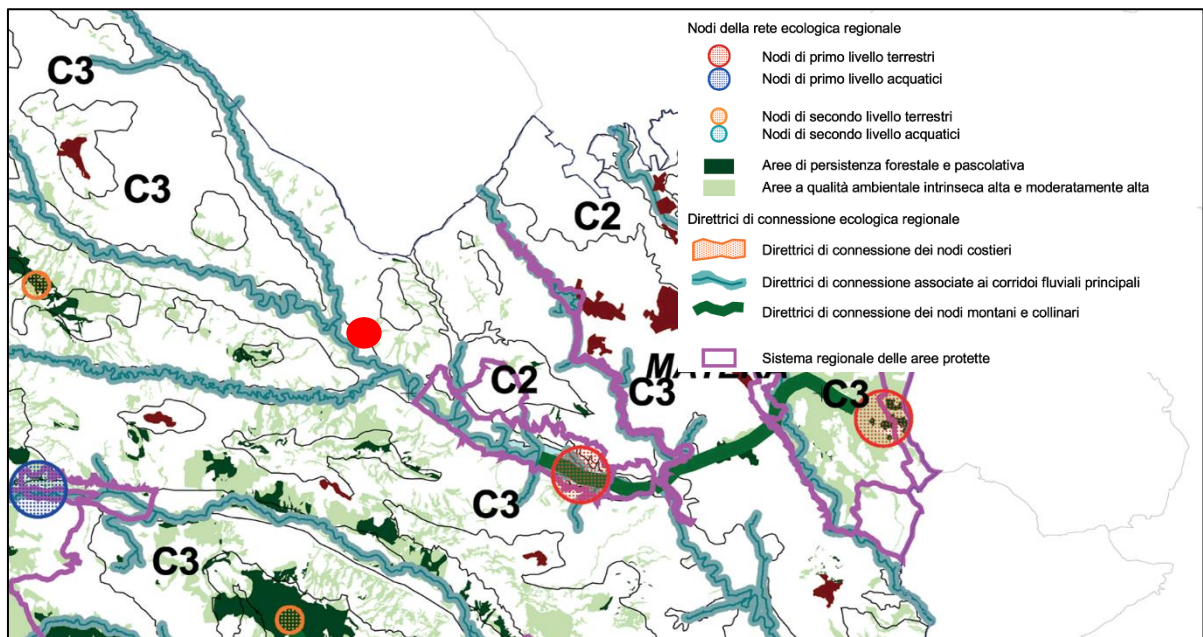 Nodi della rete ecologica regionale
Nodi di primo livello terrestri
Nodi di primo livello acquatici
Nodi di secondo livello terrestri
Nodi di secondo livello acquatici
Aree di persistenza forestale e pascolativa
Aree a qualità ambientale intrinseca alta e moderatamente alta
Direttrici di connessione ecologica regionale
Direttrici di connessione dei nodi costieri
Direttrici di connessione associate ai corridoi fluviali principali
Direttrici di connessione dei nodi montani e collinari
Sistema regionale delle aree protette
C3
C3
C2
MATERA
C2
C3
C3
C3
C3